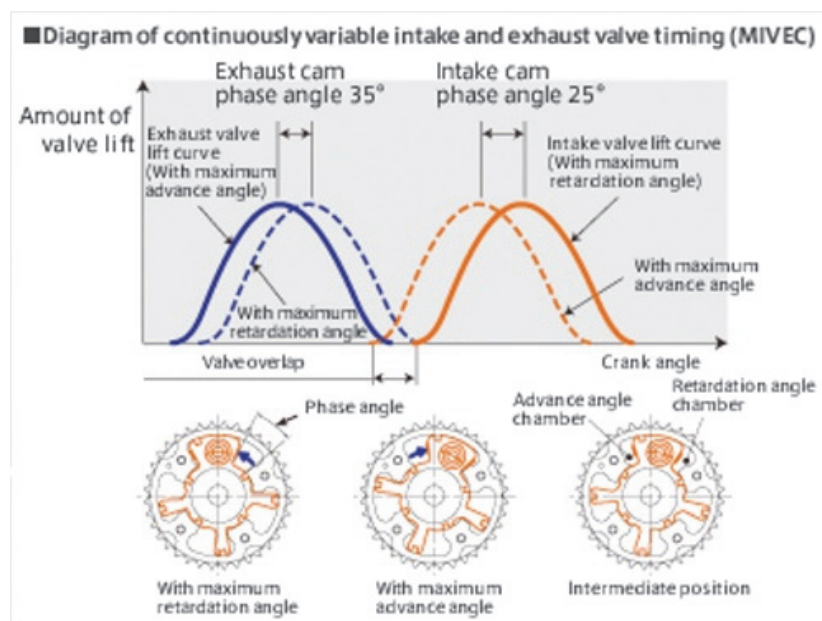 ■Diagram of continuously variable intake and exhaust valve timing (MIVEC)
Exhaust cam
phase angle 35°
Intake cam
phase angle 25°
Amount of
valve lift
Exhaust valve
lift curve
(With maximum
advance angle)
Intake valve lift curve
(With maximum
retardation angle)
With maximum
advance angle
With maximum
retardation angle
Valve overlap
Crank angle
Phase angle
Advance angle
chamber
Retardation angle
chamber
With maximum
retardation angle
With maximum
advance angle
Intermediate position